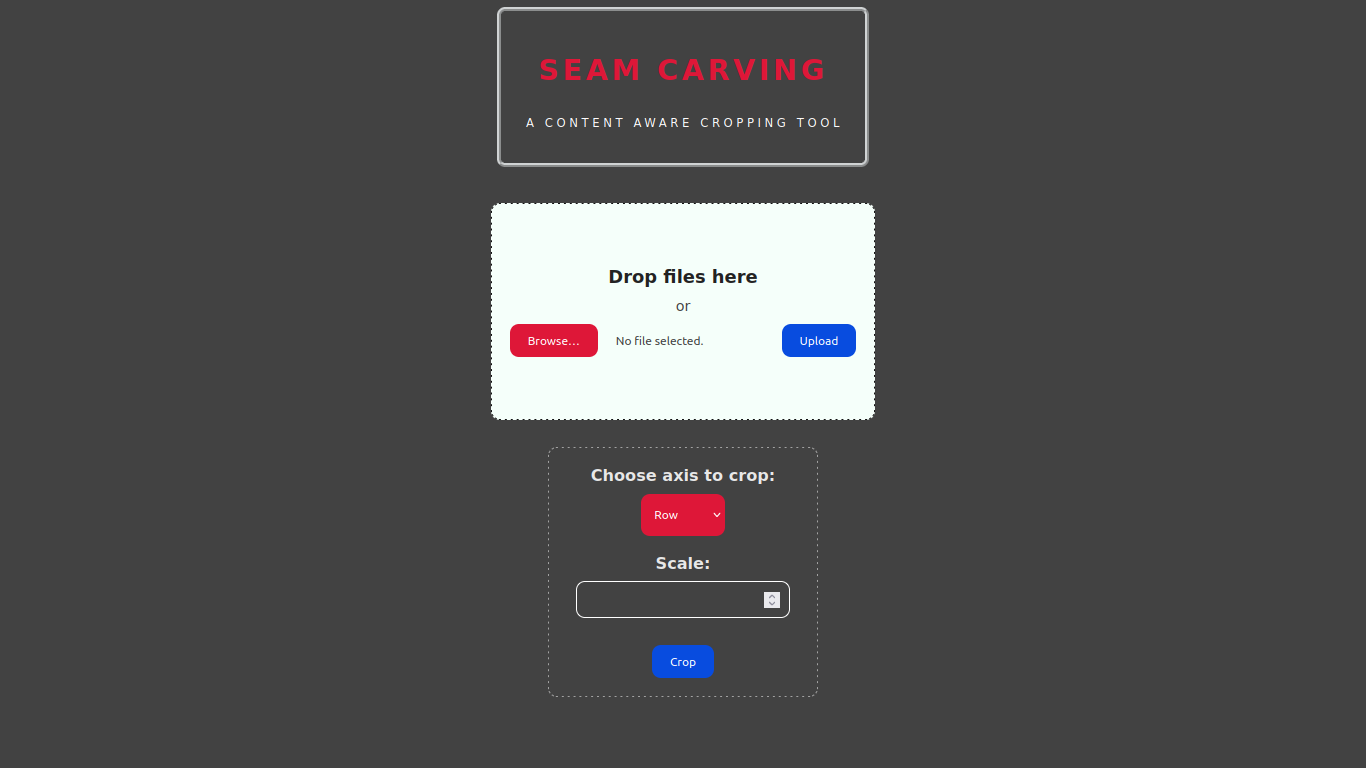 SEAM CARVING
A CONTENT AWARE CROPPING TOOL
Drop files here
or
Browse... No file selected. Upload
Choose axis to crop:
Row
Scale:
Crop